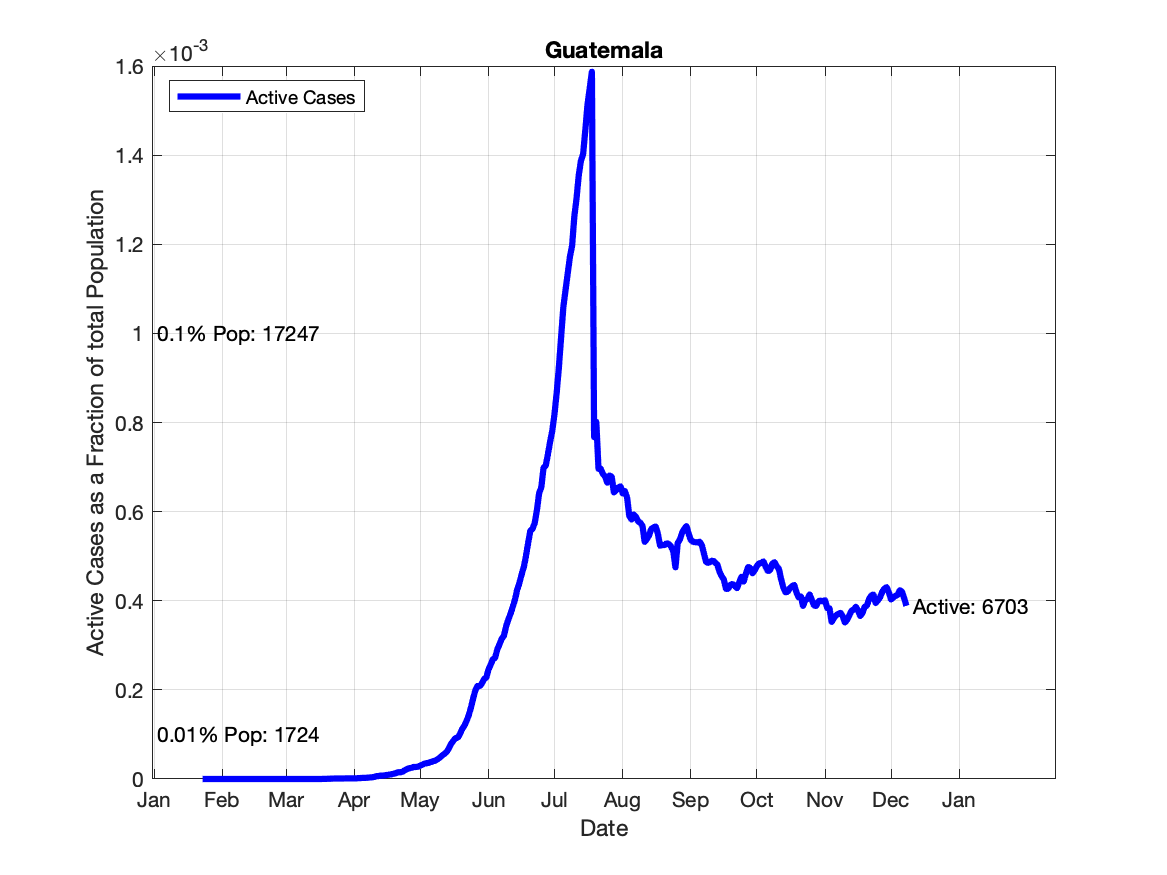 Guatemala
×10-3
1.6
1.4
1.2
1
0.8
0.6
0.4
0.2
0
Active Cases
0.1% Pop: 17247
0.01% Pop: 1724
Active: 6703
Active Cases as a Fraction of total Population
Jan Feb Mar Apr May Jun Jul Aug Sep Oct Nov Dec Jan
Date